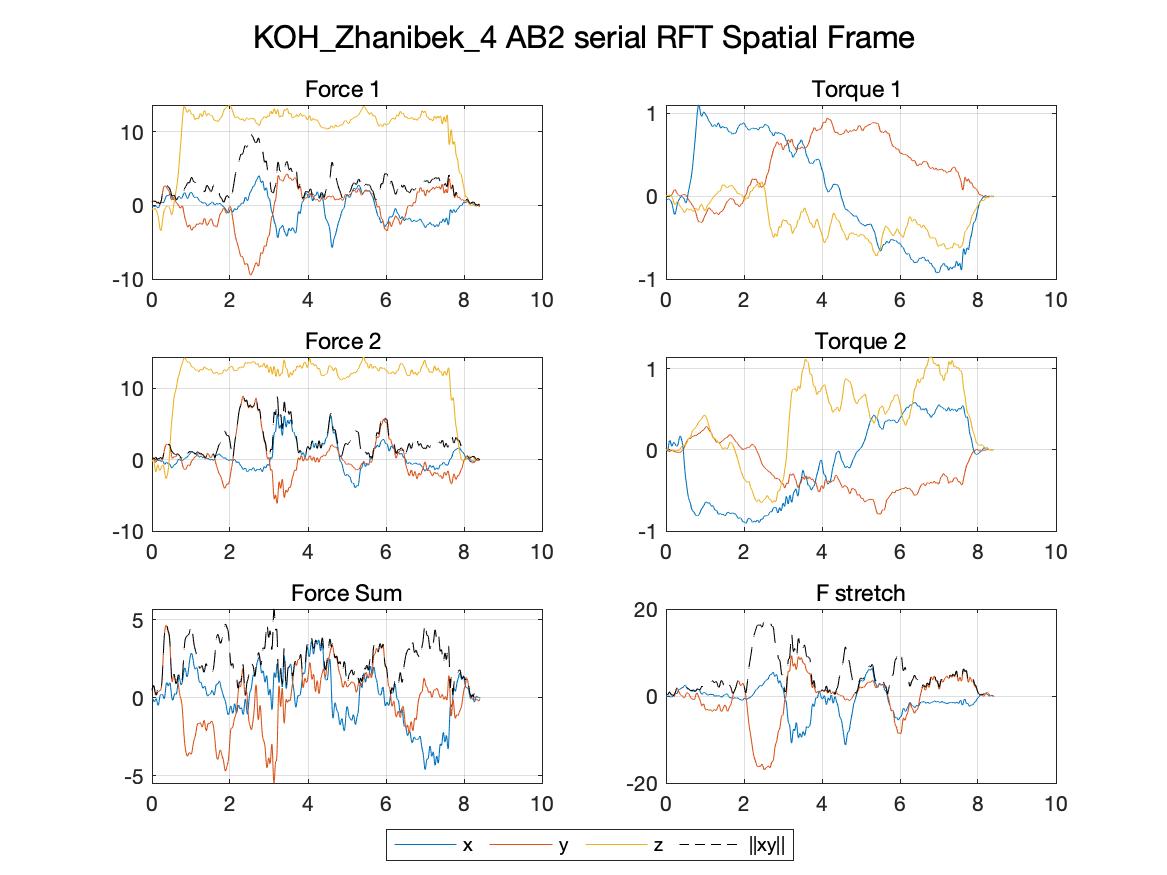 KOH_Zhanibek_4 AB2 serial RFT Spatial Frame
Force 1
10
0
-10
0 2 4 6 8 10
Torque 1
1
0
-1
0 2 4 6 8 10
Force 2
10
0
-10
0 2 4 6 8 10
Torque 2
1
0
-1
0 2 4 6 8 10
Force Sum
5
0
-5
0 2 4 6 8 10
F stretch
20
0
-20
0 2 4 6 8 10
x y z ||xy||